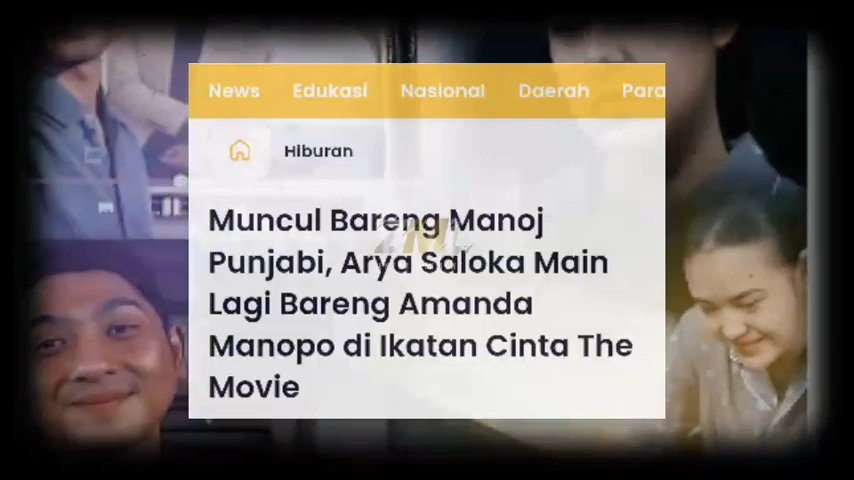 News Edukasi Nasional Daerah Para
Hiburan
Muncul Bareng Manoj
Punjabi, Arya Saloka Main
Lagi Bareng Amanda
Manopo di Ikatan Cinta The
Movie